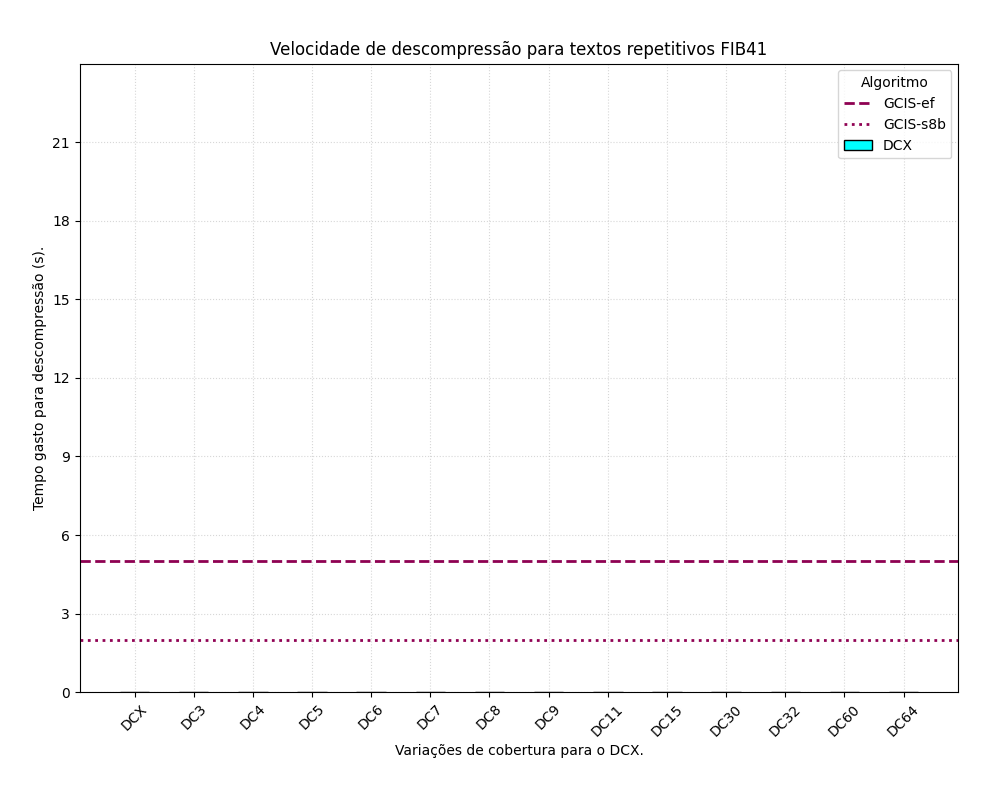 Velocidade de descompressão para textos repetitivos FIB41
Algoritmo
GCIS-ef
GCIS-s8b
DCX
Tempo gasto para descompressão (s).
21
18
15
12
9
6
3
0
DCX DC3 DC4 DC5 DC6 DC7 DC8 DC9 DC11 DC15 DC30 DC32 DC60 DC64
Variações de cobertura para o DCX.